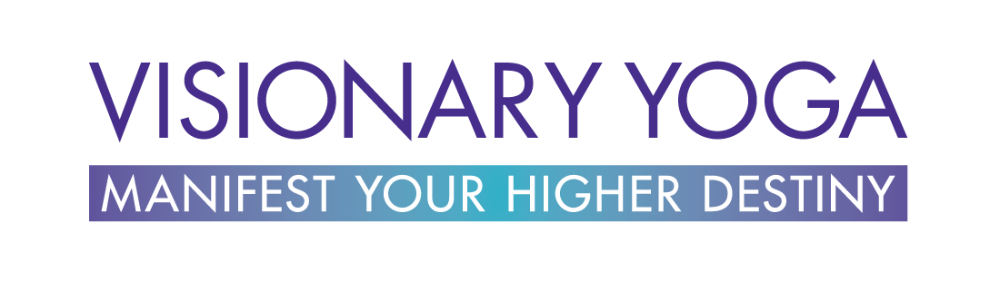 VISIONARY YOGA
MANIFEST YOUR HIGHER DESTINY